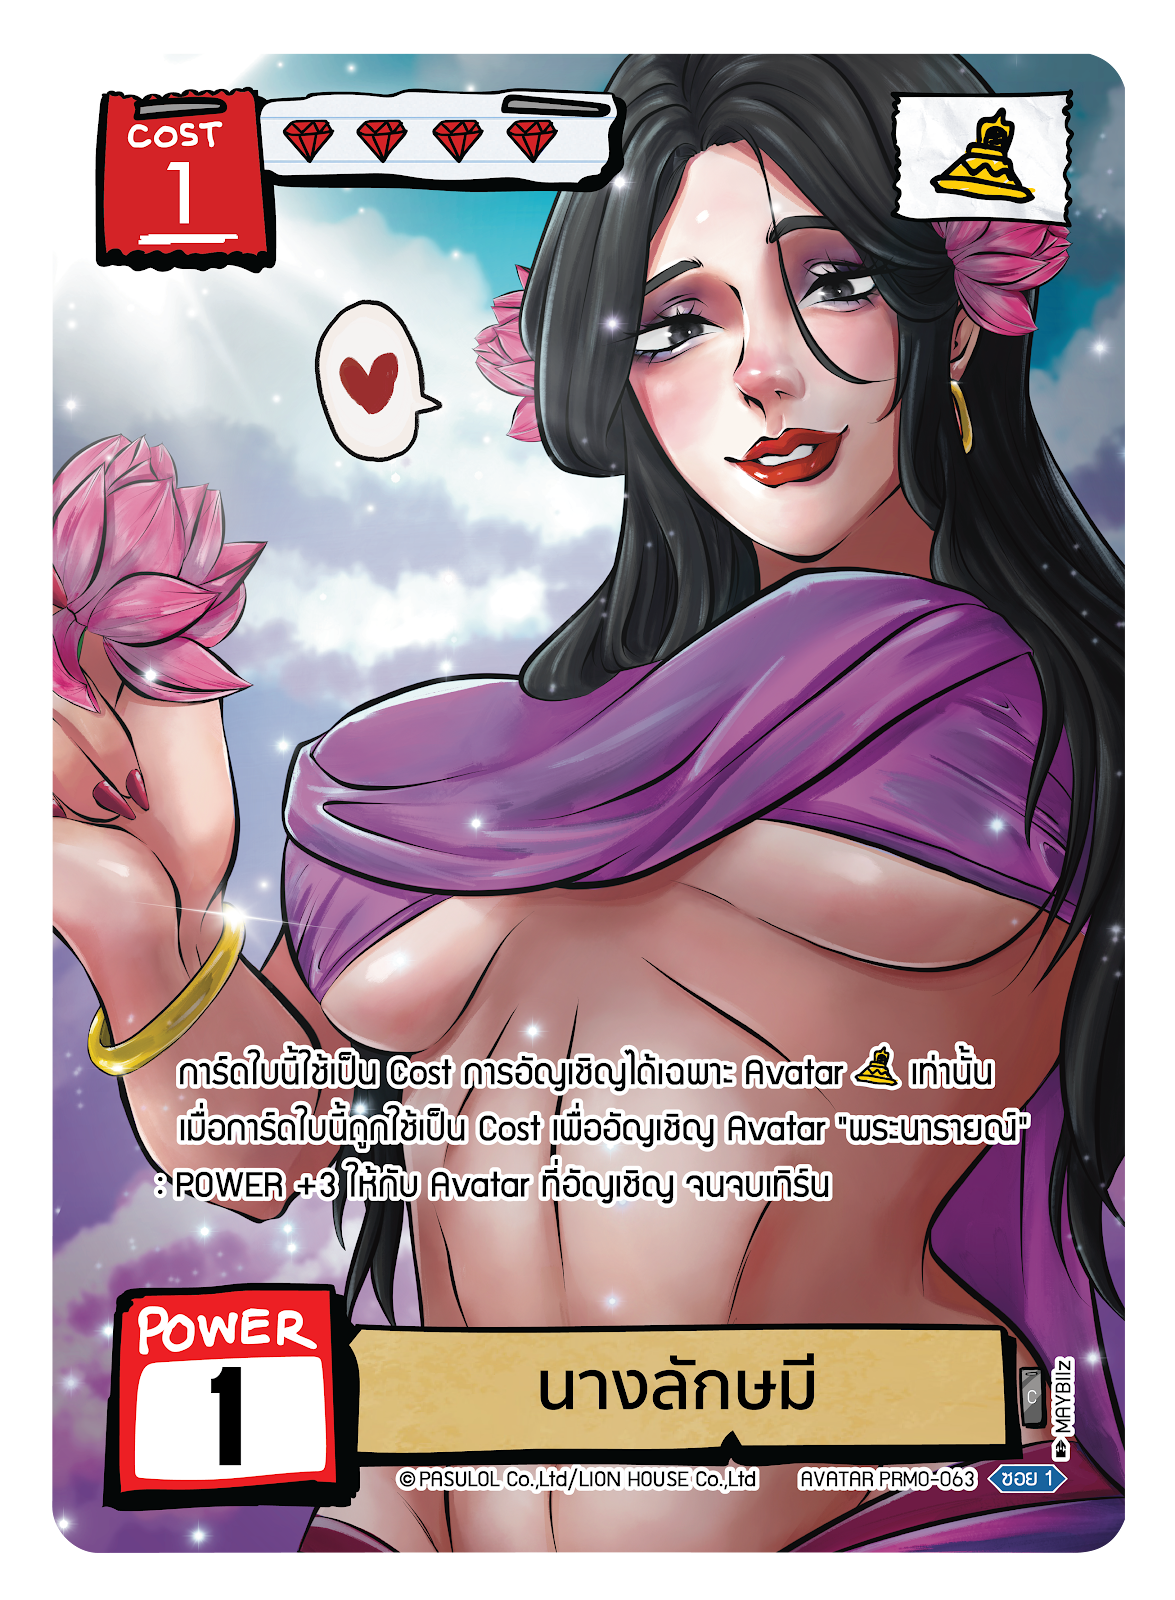 COST
1
การ์ดใบนี้ใช้เป็น Cost การอัญเชิญได้เฉพาะ Avatar เท่านั้น
เมื่อการ์ดใบนี้ถูกใช้เป็น Cost เพื่ออัญเชิญ Avatar "พระนารายณ์"
: POWER +3 ให้กับ Avatar ที่อัญเชิญ จนจบเทิร์น
POWER
1
นางลักษมี
C
MAYBIIz
© PASULOL Co.,Ltd/LION HOUSE Co.,Ltd AVATAR PRMO-063 ซอย 1